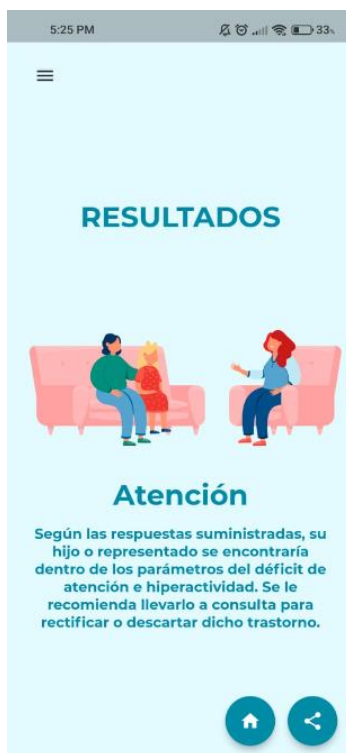 5:25 PM
33%
RESULTADOS
Atención
Según las respuestas suministradas, su
hijo o representado se encontraría
dentro de los parámetros del déficit de
atención e hiperactividad. Se le
recomienda llevarlo a consulta para
rectificar o descartar dicho trastorno.